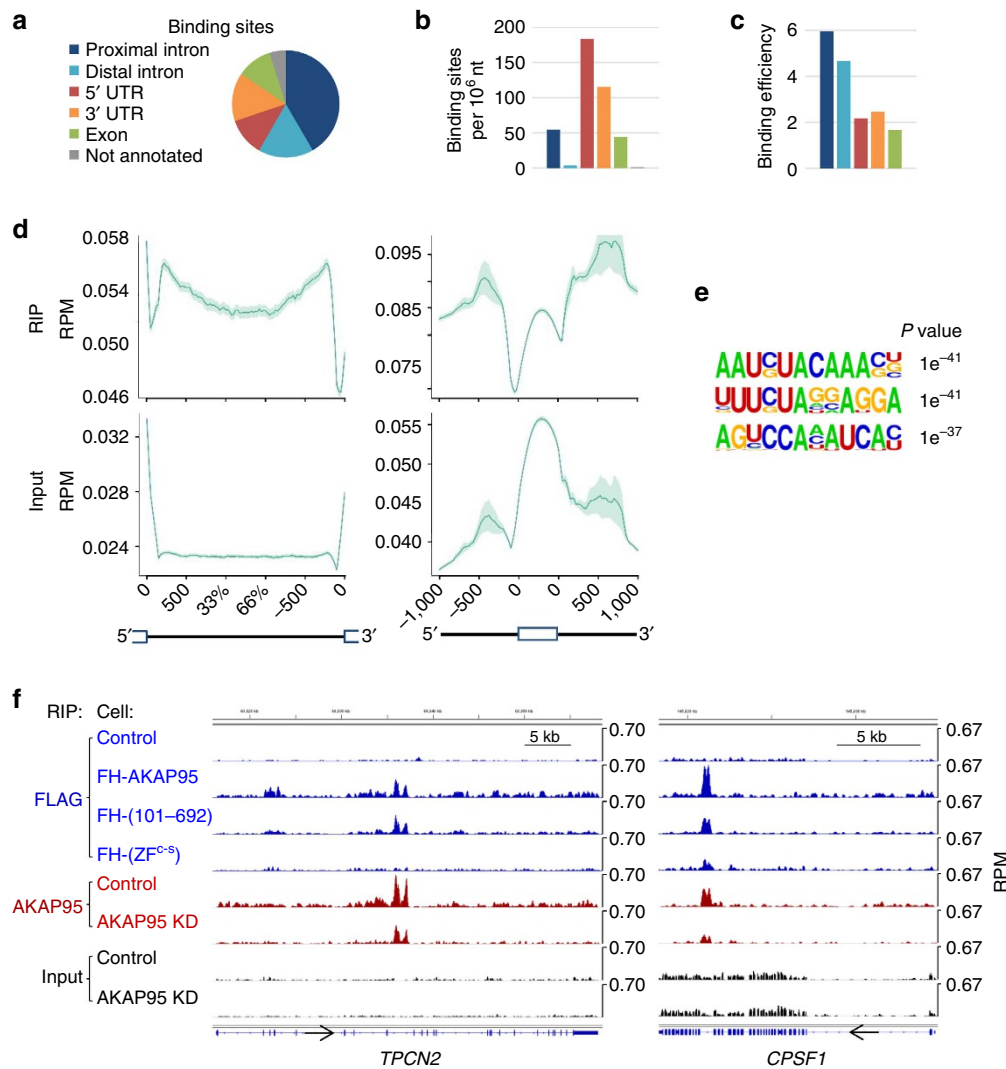 a
Binding sites
Proximal intron
Distal intron
5′ UTR
3′ UTR
Exon
Not annotated
b
Binding sites
per 10⁶ nt
200
150
100
50
0
c
Binding efficiency
6
4
2
0
d
RIP
RPM
0.058
0.054
0.050
0.046
0.095
0.085
0.075
Input
RPM
0.032
0.028
0.024
0.055
0.050
0.045
0.040
0 500 33% 66% −500 0
−1,000 −500 0 0 500 1,000
5′ 3′
5′ 3′
e
P value
AAUCUACAAACU 1e⁻⁴¹
UUUCUAGGAGGA 1e⁻⁴¹
AGUCCAAAUCAC 1e⁻³⁷
f
RIP: Cell:
5 kb
5 kb
FLAG
Control
FH-AKAP95
FH-(101–692)
FH-(ZFᶜ⁻ˢ)
AKAP95
Control
AKAP95 KD
Input
Control
AKAP95 KD
0.70
0.70
0.70
0.70
0.70
0.70
0.70
0.70
0.67
0.67
0.67
0.67
0.67
0.67
0.67
0.67
RPM
TPCN2
CPSF1